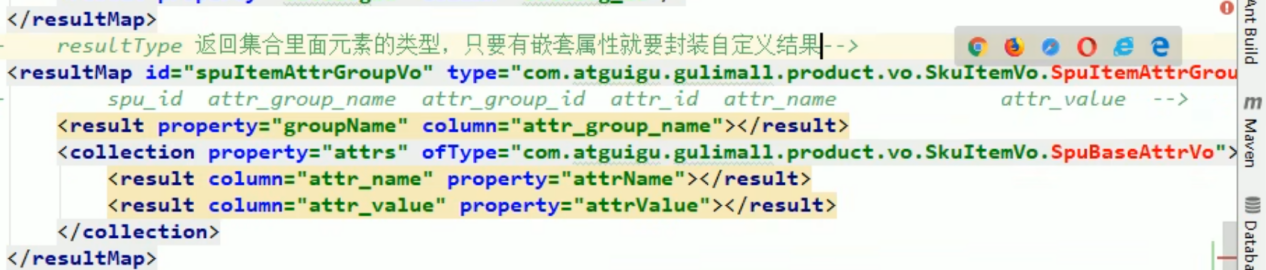 </resultMap>
resultType 返回集合里面元素的类型，只要有嵌套属性就要封装自定义结果-->
<resultMap id="spuItemAttrGroupVo" type="com.atguigu.gulimall.product.vo.SkuItemVo.SpuItemAttrGrou
spu_id attr_group_name attr_group_id attr_id attr_name attr_value -->
<result property="groupName" column="attr_group_name"></result>
<collection property="attrs" ofType="com.atguigu.gulimall.product.vo.SkuItemVo.SpuBaseAttrVo">
<result column="attr_name" property="attrName"></result>
<result column="attr_value" property="attrValue"></result>
</collection>
</resultMap>
Ant Build
Maven
Databa